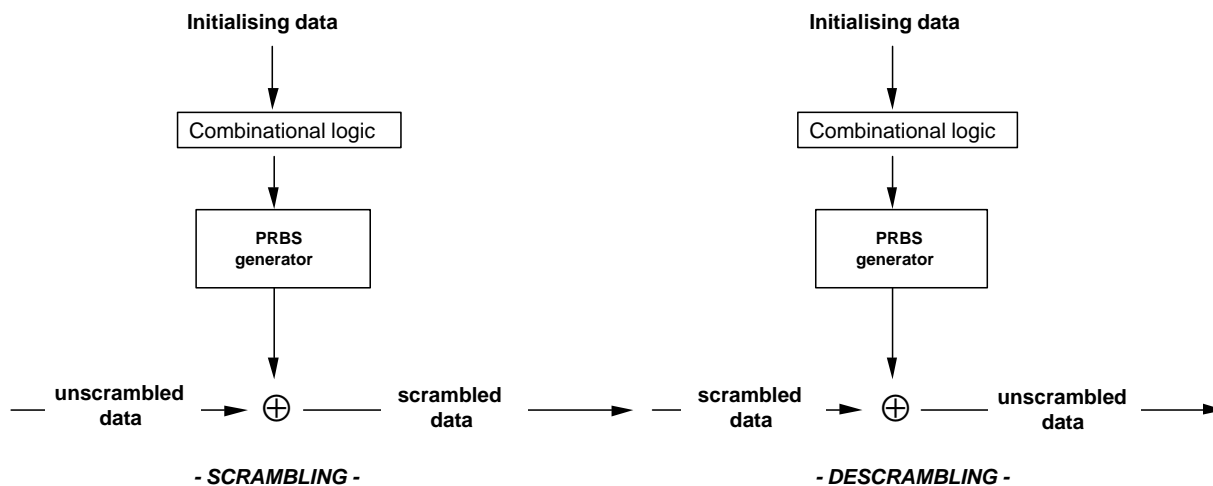 Initialising data
Combinational logic
PRBS
generator
unscrambled
data
scrambled
data
- SCRAMBLING -
Initialising data
Combinational logic
PRBS
generator
scrambled
data
unscrambled
data
- DESCRAMBLING -